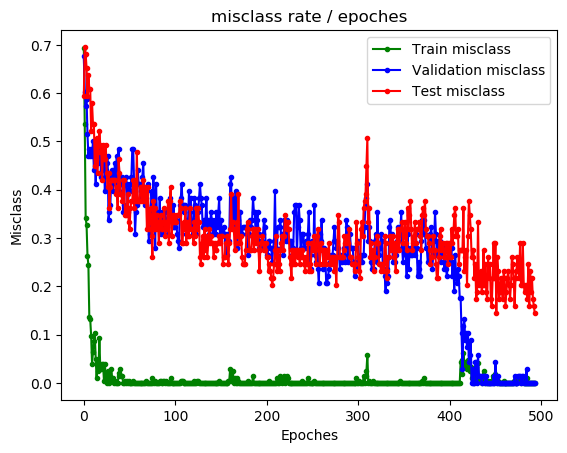 misclass rate / epoches
Train misclass
Validation misclass
Test misclass
Misclass
0.7
0.6
0.5
0.4
0.3
0.2
0.1
0.0
0 100 200 300 400 500
Epoches